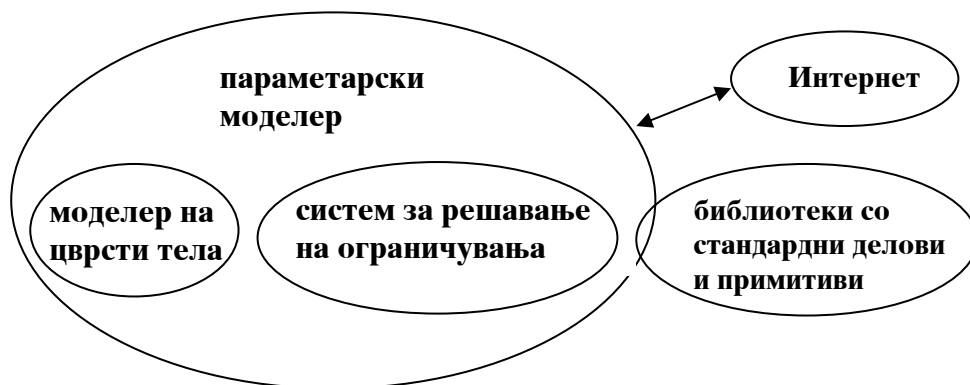 параметарски
моделер
Интернет
моделер на
цврсти тела
систем за решавање
на ограничувања
библиотеки со
стандардни делови
и примитиви